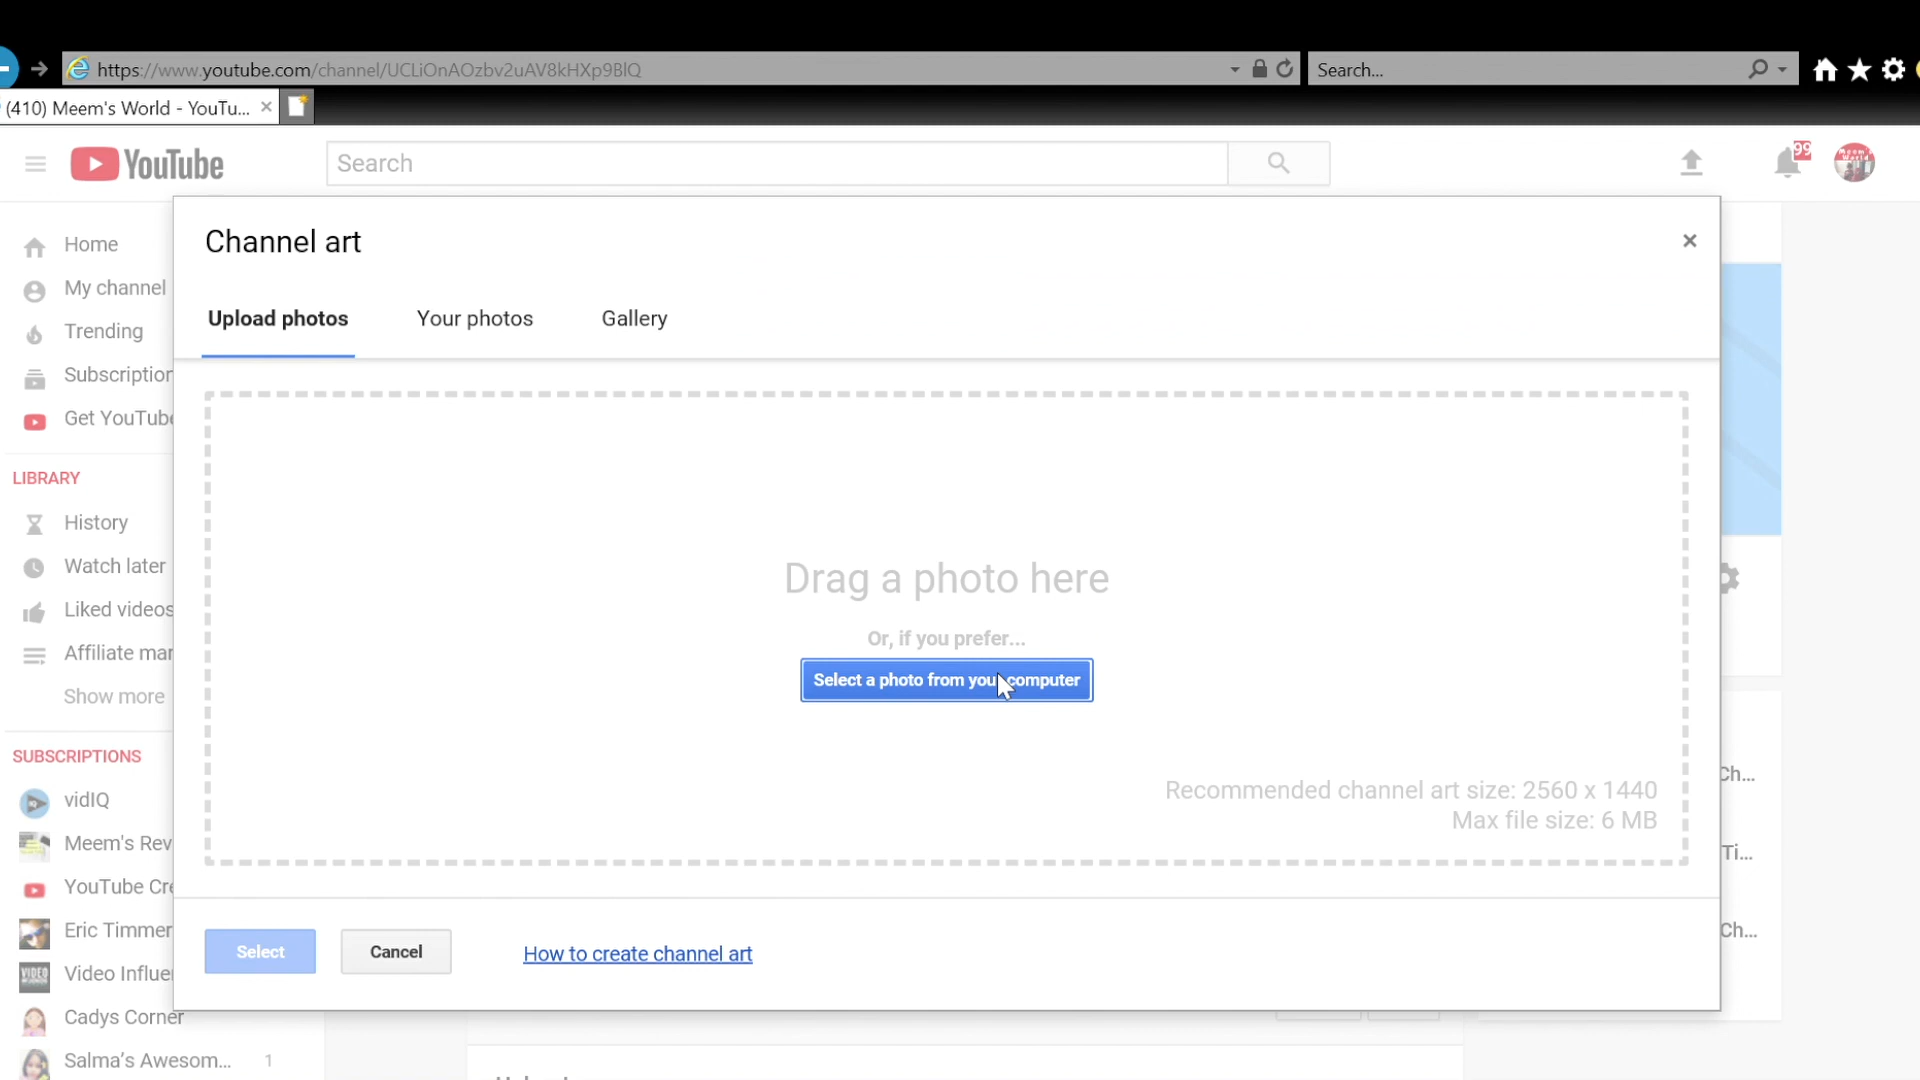 https://www.youtube.com/channel/UCLiOnAOzbv2uAV8kHXp9BlQ
Search...
(410) Meem's World - YouTu...
YouTube
Search
99
Home
My channel
Trending
Subscription
Get YouTube
LIBRARY
History
Watch later
Liked videos
Affiliate mar
Show more
SUBSCRIPTIONS
vidIQ
Meem's Rev
YouTube Cre
Eric Timmer
Video Influe
Cadys Corner
Salma's Awesom... 1
Channel art
Upload photos
Your photos
Gallery
Drag a photo here
Or, if you prefer...
Select a photo from your computer
Recommended channel art size: 2560 x 1440
Max file size: 6 MB
Select
Cancel
How to create channel art
Ch...
Ti...
Ch...